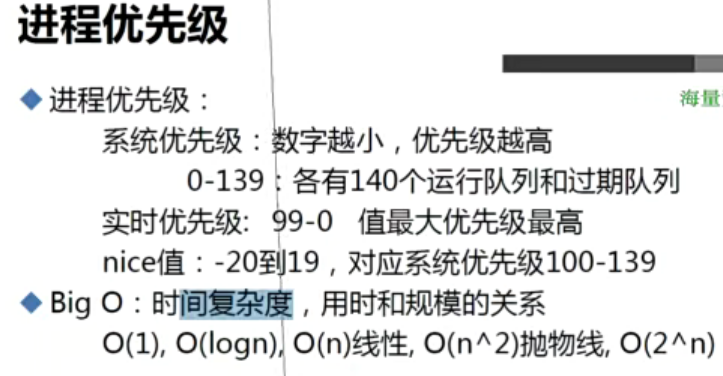 进程优先级
海量
◆ 进程优先级：
系统优先级：数字越小，优先级越高
0-139：各有140个运行队列和过期队列
实时优先级: 99-0 值最大优先级最高
nice值：-20到19，对应系统优先级100-139
◆ Big O：时间复杂度，用时和规模的关系
O(1), O(logn), O(n)线性, O(n^2)抛物线, O(2^n)